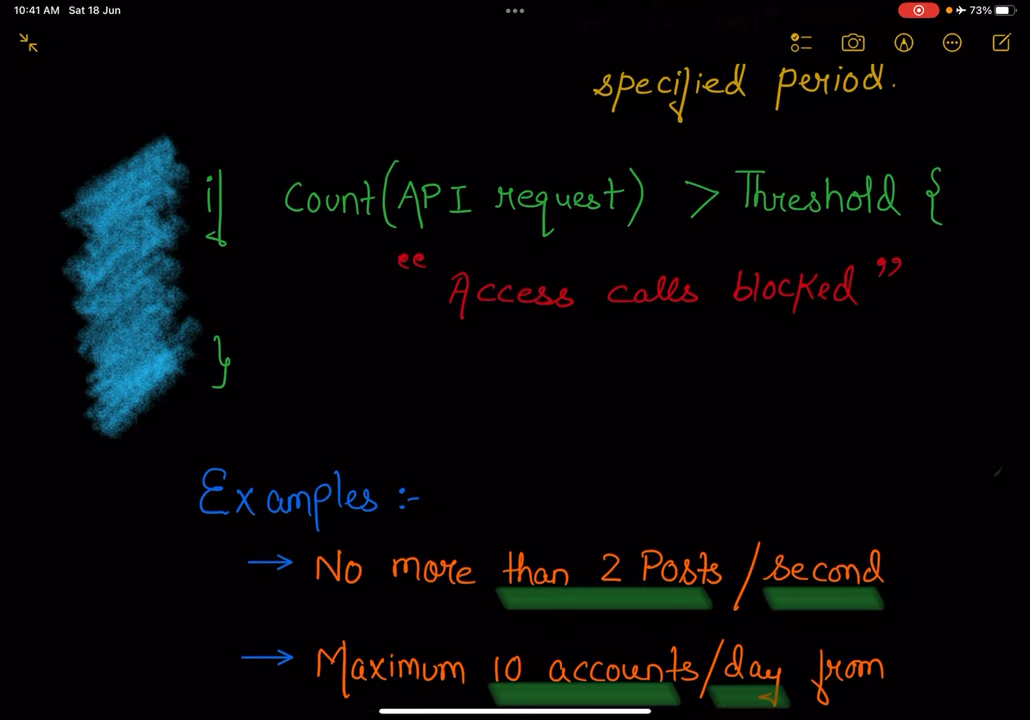 10:41 AM Sat 18 Jun
73%
specified period.
if Count(API request) > Threshold {
"Access calls blocked"
}
Examples :-
→ No more than 2 Posts / second
→ Maximum 10 accounts/day from